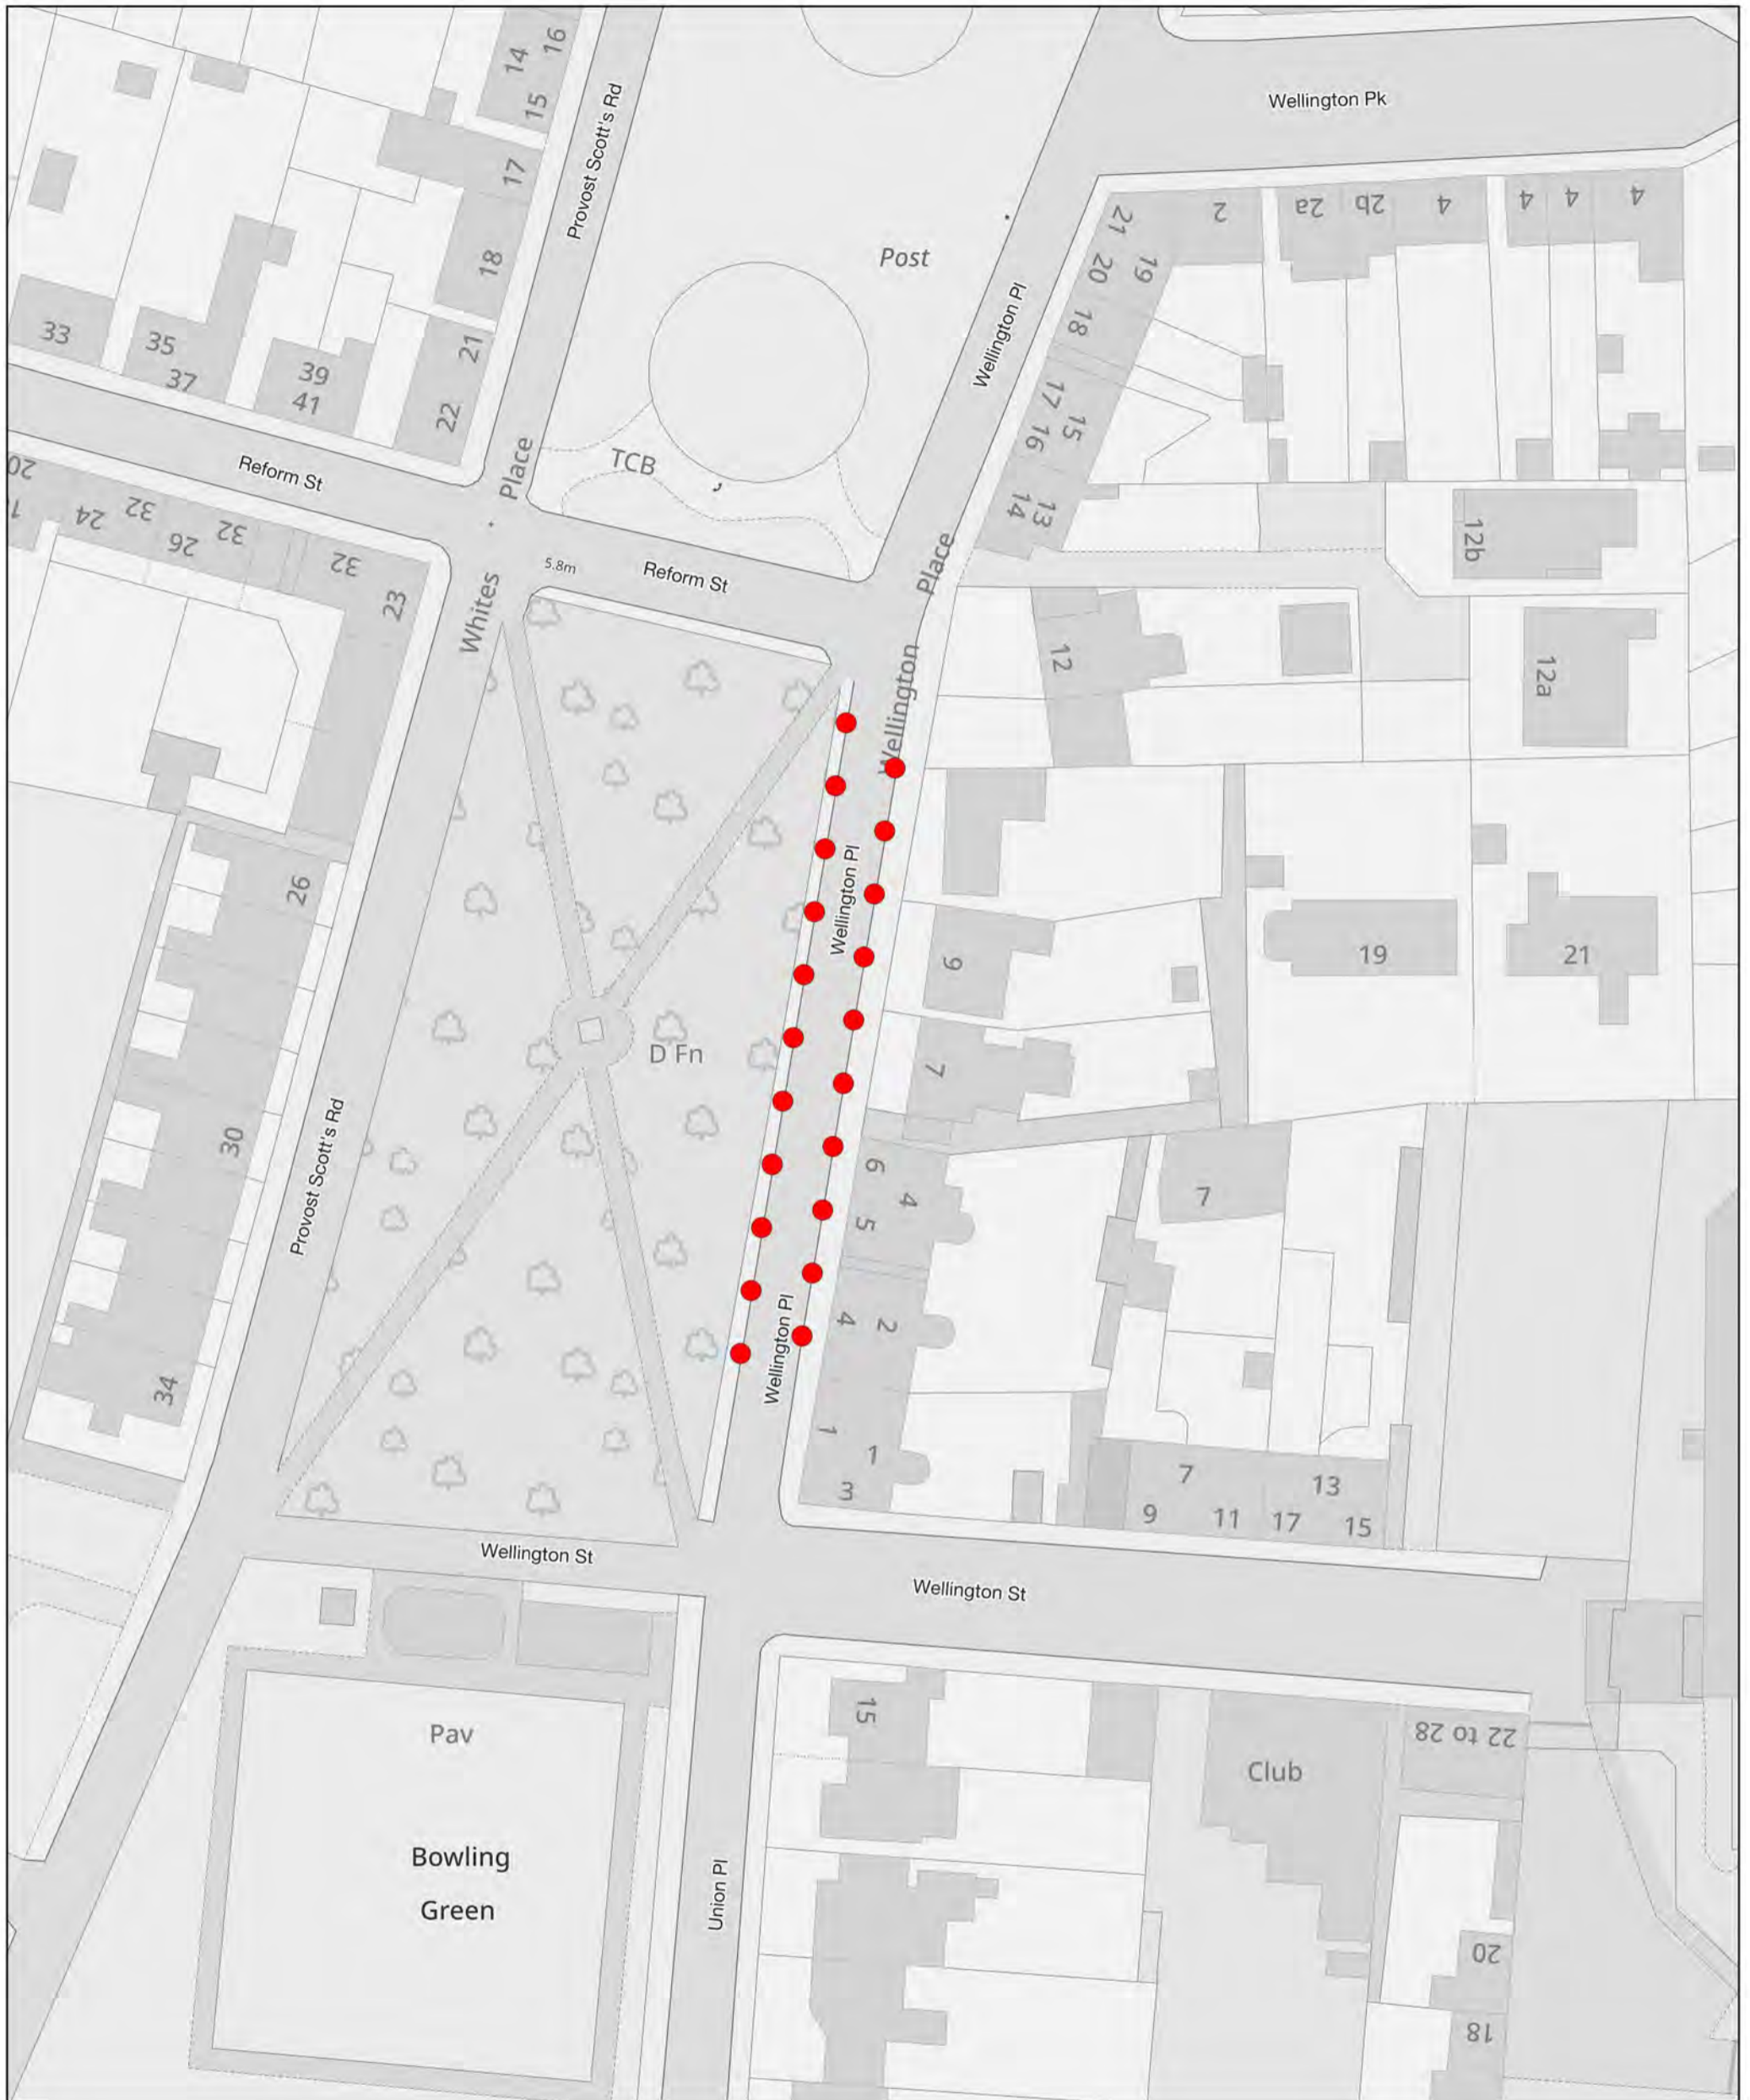 16
14
15
Provost Scott's Rd
Wellington Pk
17
18
21
22
33
35
37
39
41
Post
Wellington Pl
21
20
19
18
17
15
16
14
13
2
2a
2b
4
4
4
4
TCB
Place
Reform St
Reform St
5.8m
20
24
32
26
32
32
23
Whites
Place
Wellington
12
12b
12a
Wellington Pl
26
9
19
21
D Fn
7
30
Provost Scott's Rd
6
4
5
7
4
2
Wellington Pl
34
1
1
3
7
13
9
11
17
15
Wellington St
Wellington St
15
22 to 28
Pav
Club
Bowling
Green
Union Pl
20
18